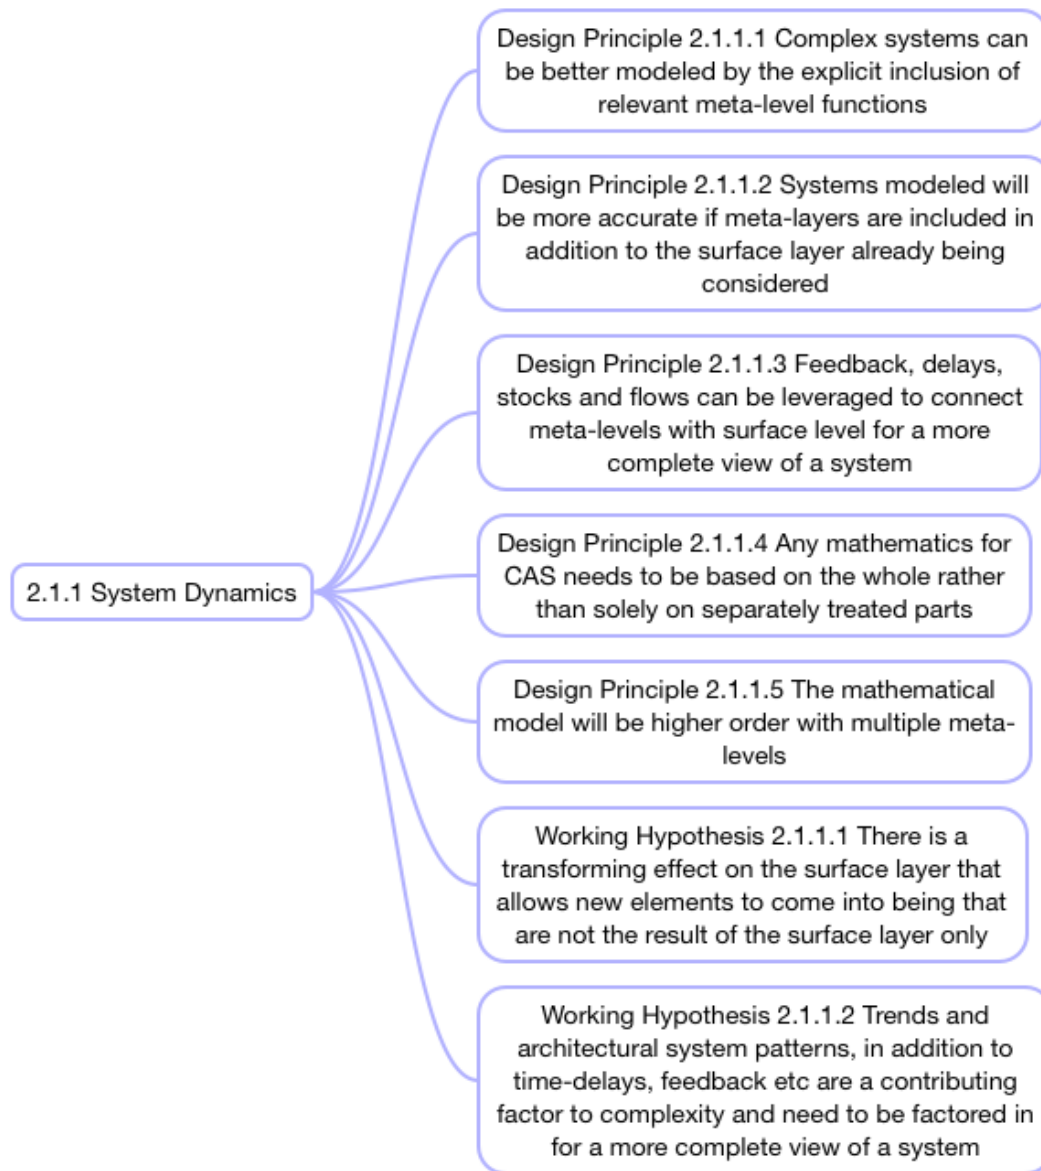 Design Principle 2.1.1.1 Complex systems can
be better modeled by the explicit inclusion of
relevant meta-level functions
Design Principle 2.1.1.2 Systems modeled will
be more accurate if meta-layers are included in
addition to the surface layer already being
considered
Design Principle 2.1.1.3 Feedback, delays,
stocks and flows can be leveraged to connect
meta-levels with surface level for a more
complete view of a system
Design Principle 2.1.1.4 Any mathematics for
CAS needs to be based on the whole rather
than solely on separately treated parts
2.1.1 System Dynamics
Design Principle 2.1.1.5 The mathematical
model will be higher order with multiple meta-
levels
Working Hypothesis 2.1.1.1 There is a
transforming effect on the surface layer that
allows new elements to come into being that
are not the result of the surface layer only
Working Hypothesis 2.1.1.2 Trends and
architectural system patterns, in addition to
time-delays, feedback etc are a contributing
factor to complexity and need to be factored in
for a more complete view of a system